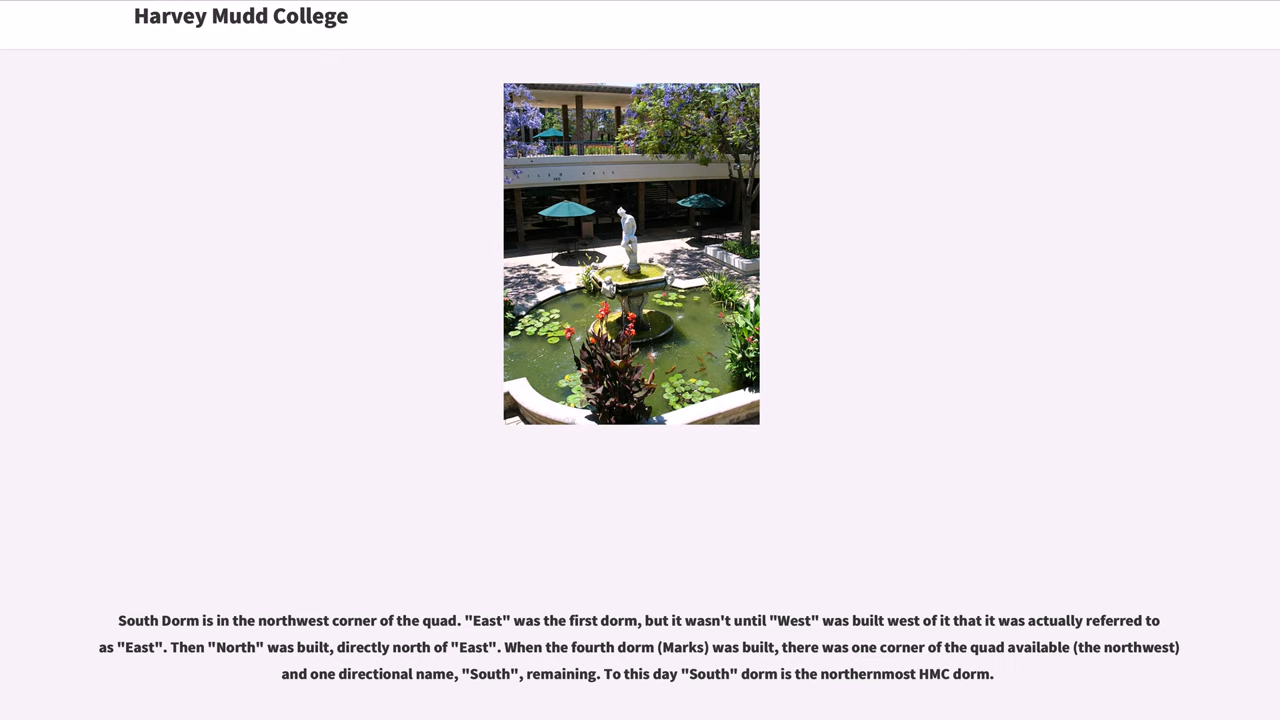 Harvey Mudd College
South Dorm is in the northwest corner of the quad. "East" was the first dorm, but it wasn't until "West" was built west of it that it was actually referred to
as "East". Then "North" was built, directly north of "East". When the fourth dorm (Marks) was built, there was one corner of the quad available (the northwest)
and one directional name, "South", remaining. To this day "South" dorm is the northernmost HMC dorm.